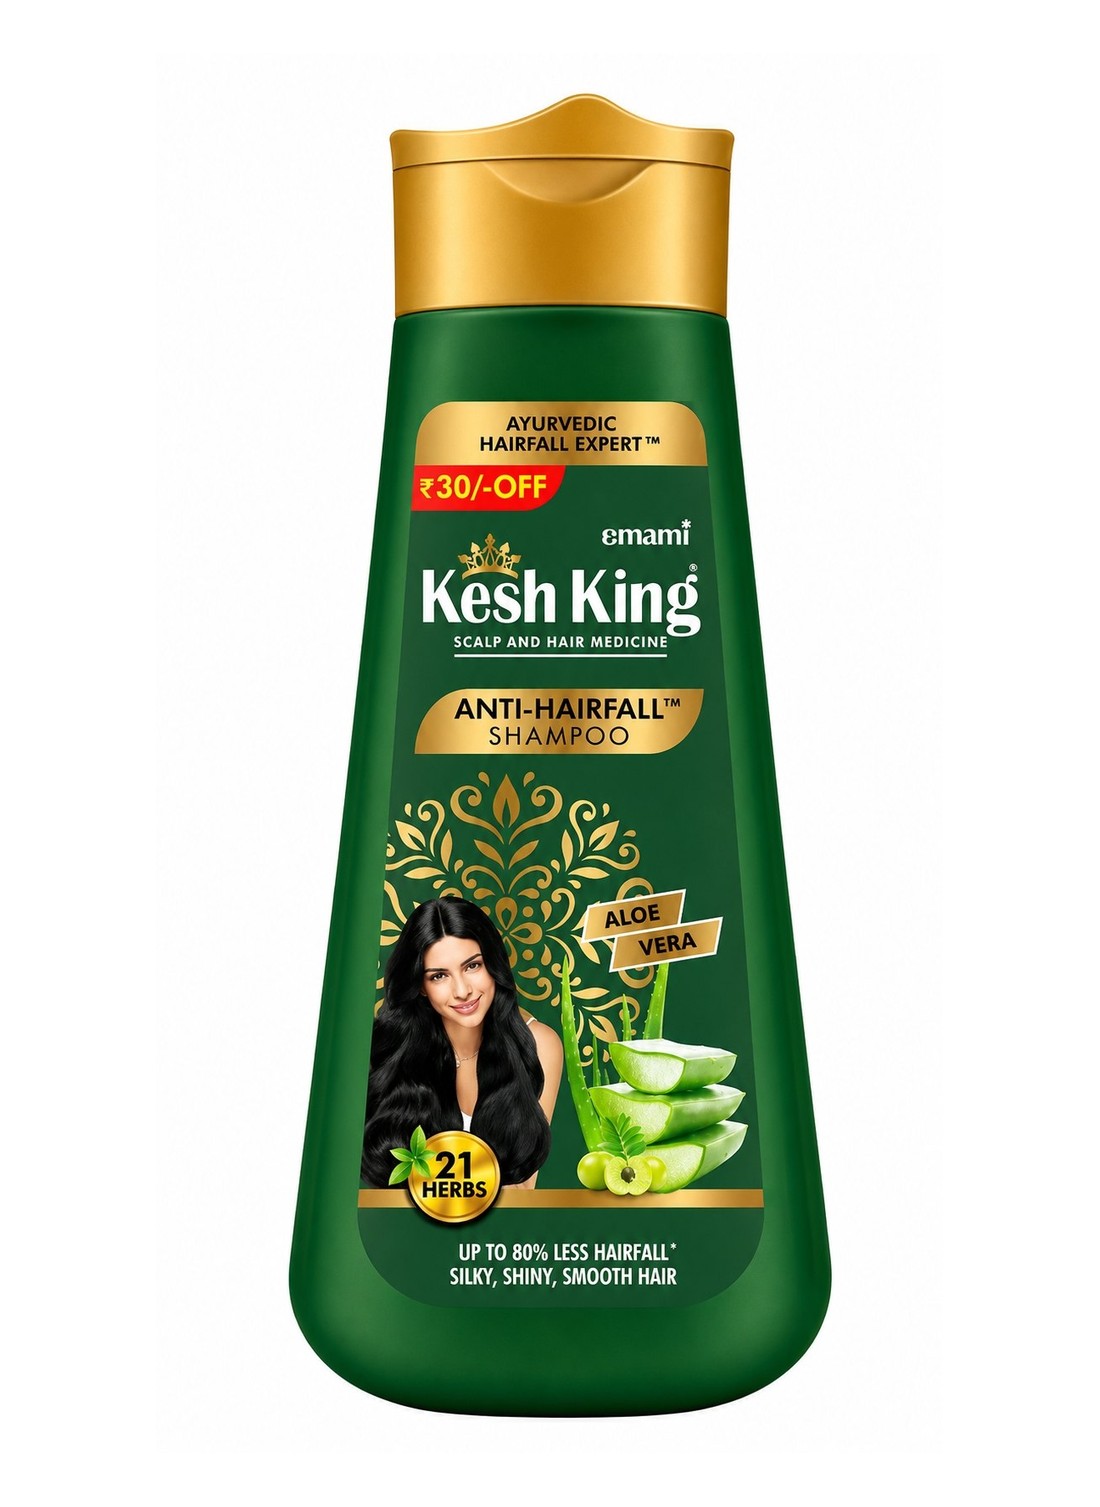 AYURVEDIC
HAIRFALL EXPERT™
₹30/-OFF
emami*
Kesh King®
SCALP AND HAIR MEDICINE
ANTI-HAIRFALL™
SHAMPOO
ALOE
VERA
21
HERBS
UP TO 80% LESS HAIRFALL*
SILKY, SHINY, SMOOTH HAIR